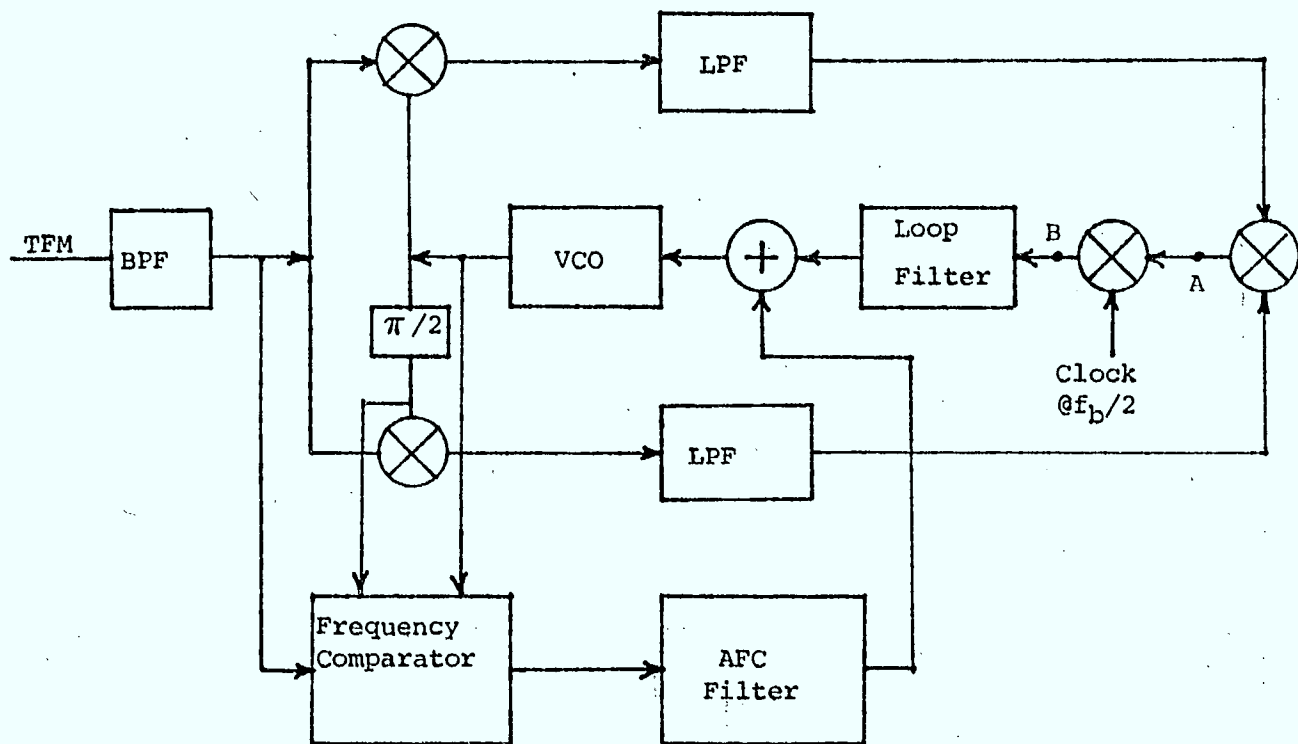 LPF
TFM
BPF
VCO
+
Loop
Filter
B
A
π/2
Clock
@f_b/2
LPF
Frequency
Comparator
AFC
Filter